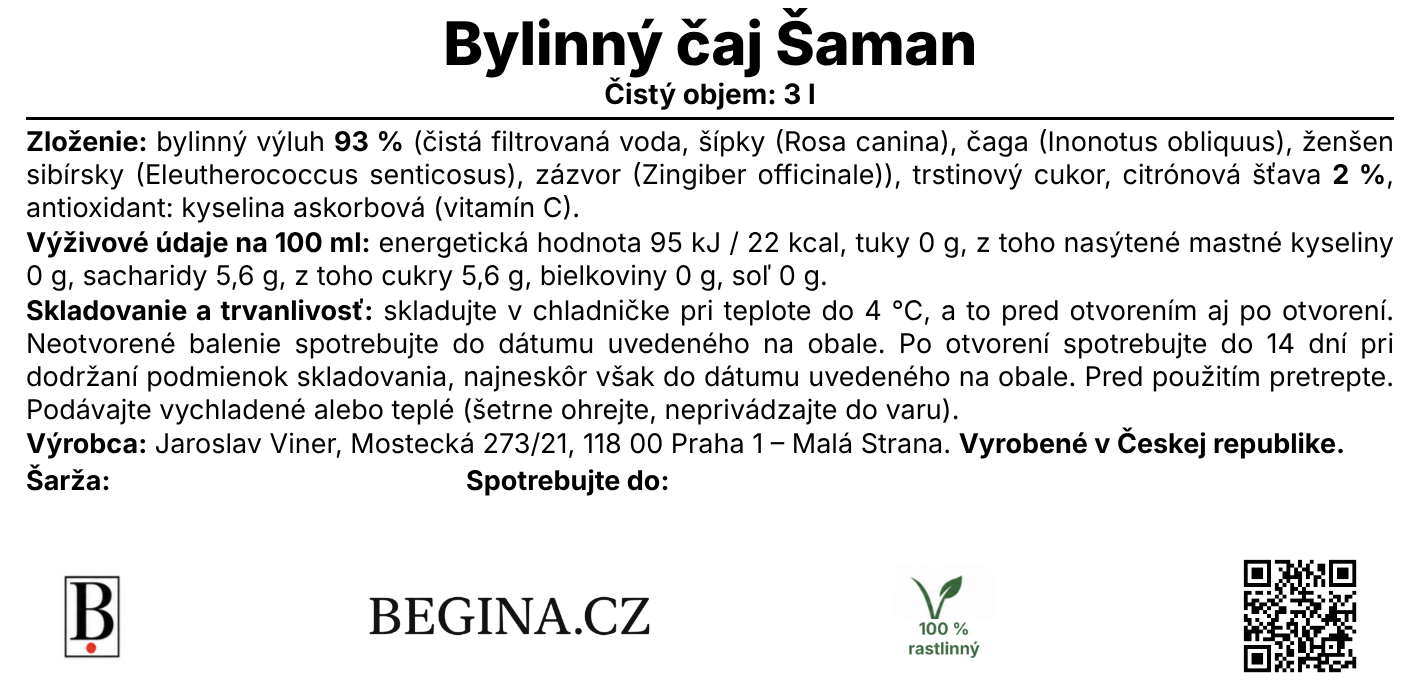 Bylinný čaj Šaman
Čistý objem: 3 l
Zloženie: bylinný výluh 93 % (čistá filtrovaná voda, šípky (Rosa canina), čaga (Inonotus obliquus), ženšen
sibírsky (Eleutherococcus senticosus), zázvor (Zingiber officinale)), trstinový cukor, citrónová šťava 2 %,
antioxidant: kyselina askorbová (vitamín C).
Výživové údaje na 100 ml: energetická hodnota 95 kJ / 22 kcal, tuky 0 g, z toho nasýtené mastné kyseliny
0 g, sacharidy 5,6 g, z toho cukry 5,6 g, bielkoviny 0 g, soľ 0 g.
Skladovanie a trvanlivosť: skladujte v chladničke pri teplote do 4 °C, a to pred otvorením aj po otvorení.
Neotvorené balenie spotrebujte do dátumu uvedeného na obale. Po otvorení spotrebujte do 14 dní pri
dodržaní podmienok skladovania, najneskôr však do dátumu uvedeného na obale. Pred použitím pretrepte.
Podávajte vychladené alebo teplé (šetrne ohrejte, neprivádzajte do varu).
Výrobca: Jaroslav Viner, Mostecká 273/21, 118 00 Praha 1 – Malá Strana. Vyrobené v Českej republike.
Šarža: Spotrebujte do:
B
BEGINA.CZ
100 %
rastlinný